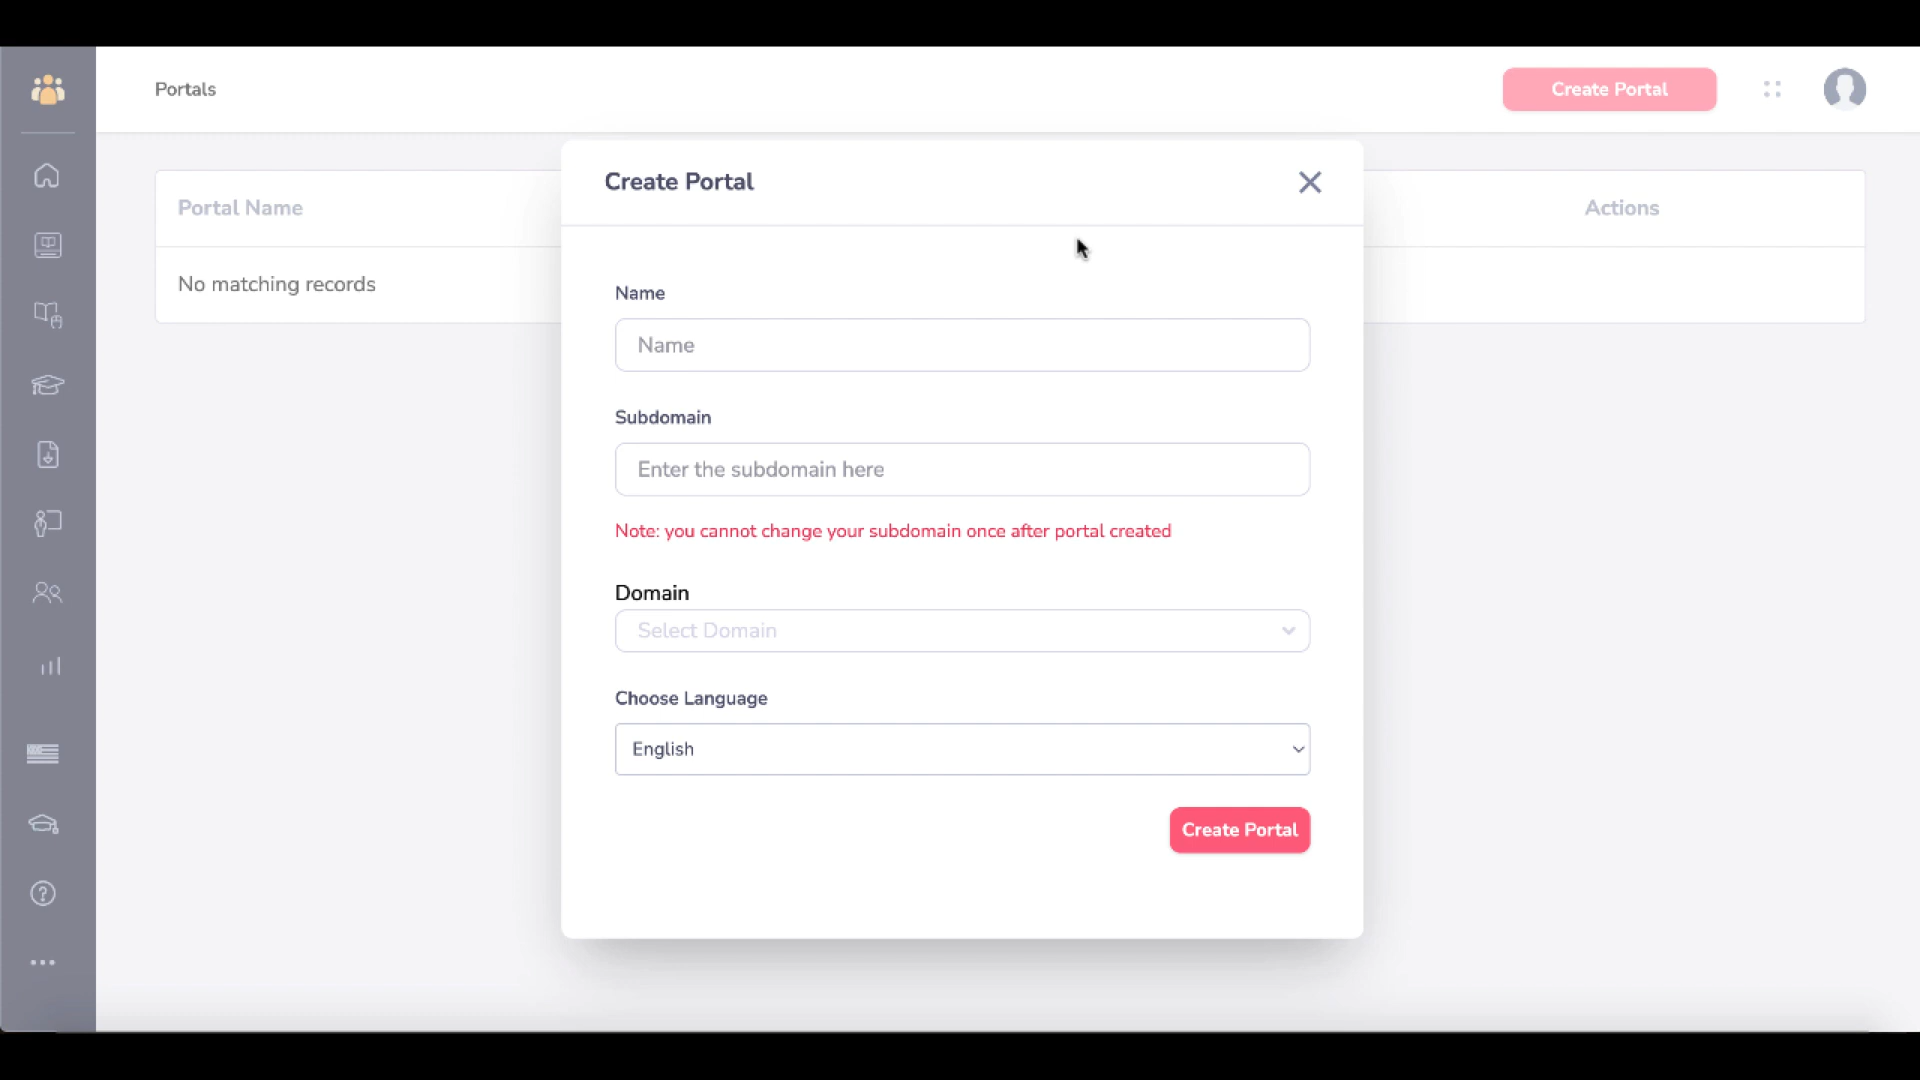 Portals
Create Portal
Create Portal
Portal Name
Actions
No matching records
Name
Name
Subdomain
Enter the subdomain here
Note: you cannot change your subdomain once after portal created
Domain
Select Domain
Choose Language
English
Create Portal